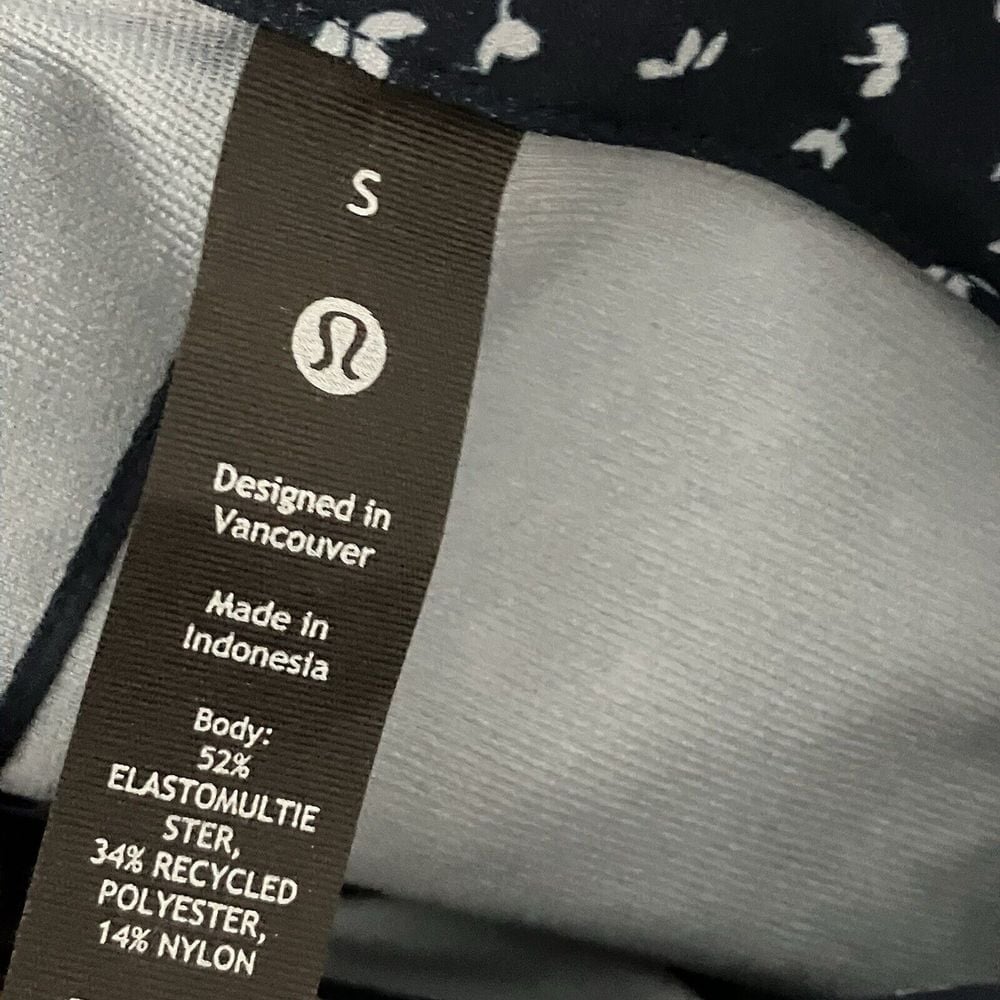 S
Designed in
Vancouver
Made in
Indonesia
Body:
52%
ELASTOMULTIE
STER,
34% RECYCLED
POLYESTER,
14% NYLON